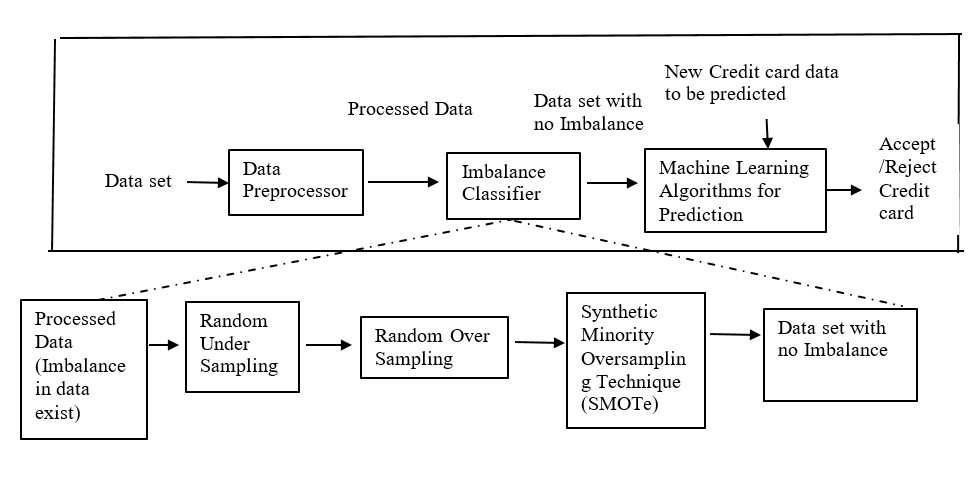 New Credit card data
to be predicted
Processed Data
Data set with
no Imbalance
Data set
Data
Preprocessor
Imbalance
Classifier
Machine Learning
Algorithms for
Prediction
Accept
/Reject
Credit
card
Processed
Data
(Imbalance
in data
exist)
Random
Under
Sampling
Random Over
Sampling
Synthetic
Minority
Oversamplin
g Technique
(SMOTe)
Data set with
no Imbalance